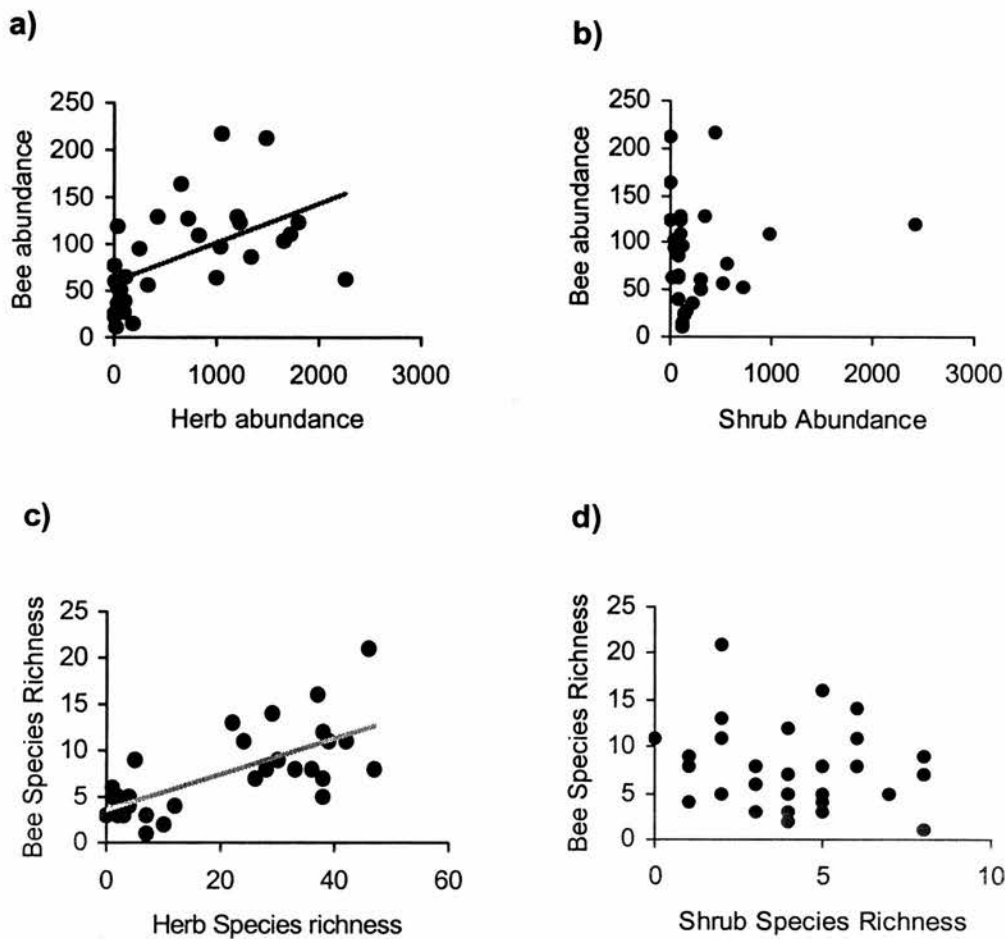 a)
250
200
150
100
50
0
Bee abundance
0 1000 2000 3000
Herb abundance
b)
250
200
150
100
50
0
Bee abundance
0 1000 2000 3000
Shrub Abundance
c)
25
20
15
10
5
0
Bee Species Richness
0 20 40 60
Herb Species richness
d)
25
20
15
10
5
0
Bee Species Richness
0 5 10
Shrub Species Richness